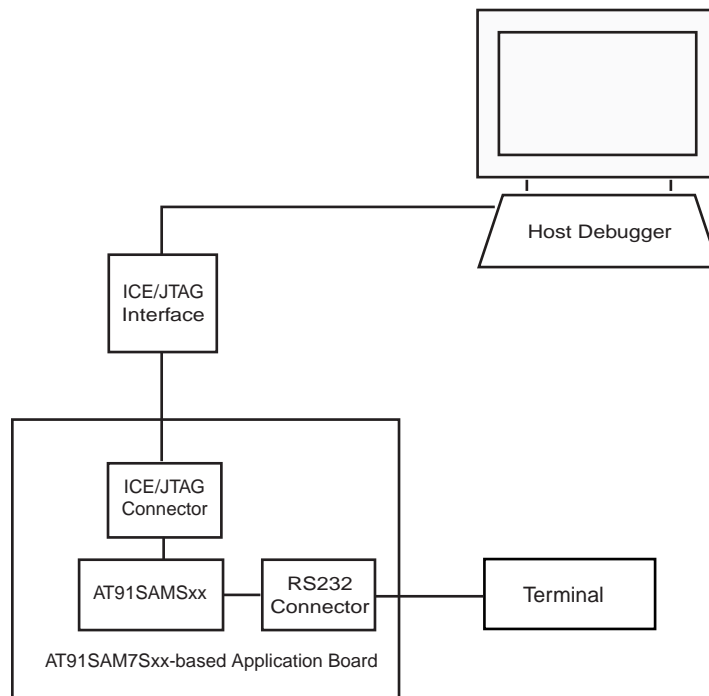 Host Debugger
ICE/JTAG
Interface
ICE/JTAG
Connector
AT91SAMSxx
RS232
Connector
Terminal
AT91SAM7Sxx-based Application Board